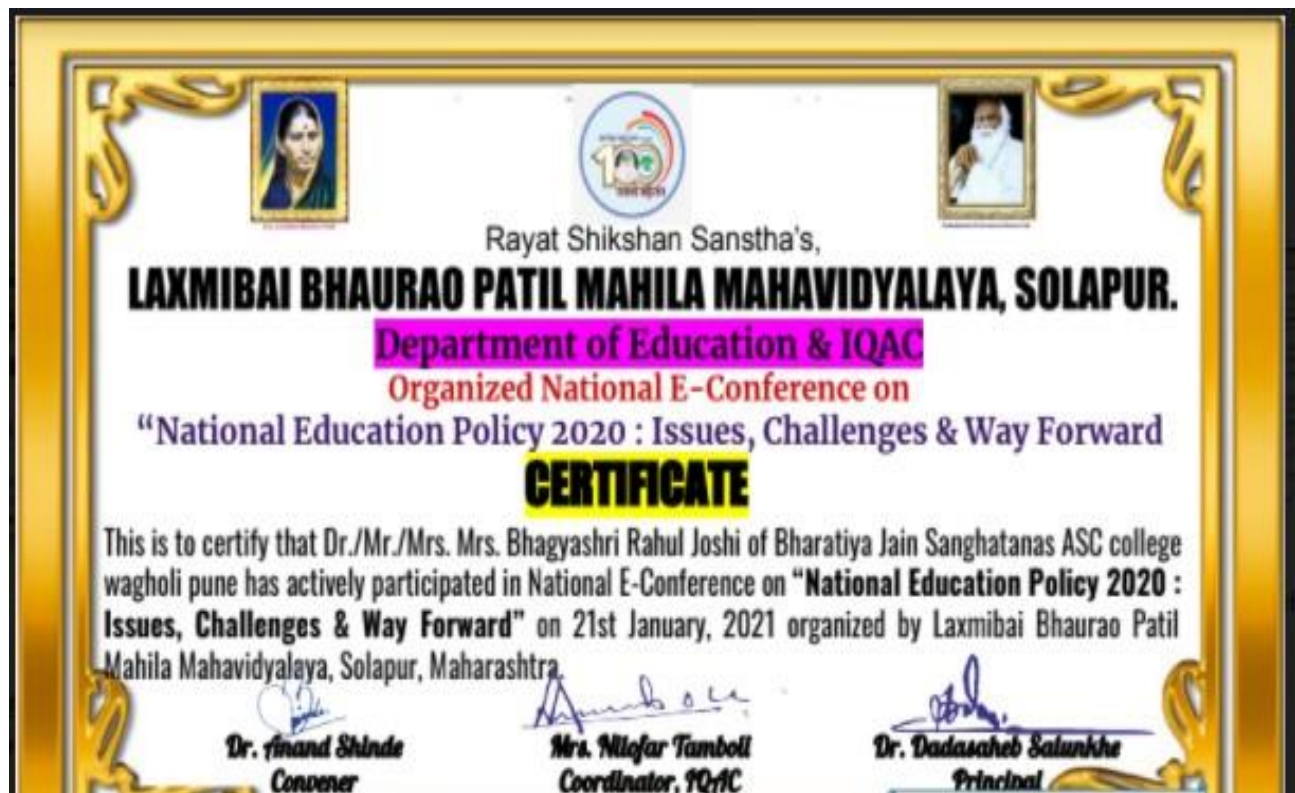 100
Rayat Shikshan Sanstha's,
LAXMIBAI BHAURAO PATIL MAHILA MAHAVIDYALAYA, SOLAPUR.
Department of Education & IQAC
Organized National E-Conference on
“National Education Policy 2020 : Issues, Challenges & Way Forward
CERTIFICATE
This is to certify that Dr./Mr./Mrs. Mrs. Bhagyashri Rahul Joshi of Bharatiya Jain Sanghatanas ASC college
wagholi pune has actively participated in National E-Conference on “National Education Policy 2020 :
Issues, Challenges & Way Forward” on 21st January, 2021 organized by Laxmibai Bhaurao Patil
Mahila Mahavidyalaya, Solapur, Maharashtra.
Dr. Anand Shinde
Mrs. Nilofar Tamboli
Dr. Dadasaheb Salunkhe
Convener
Coordinator, IQAC
Principal